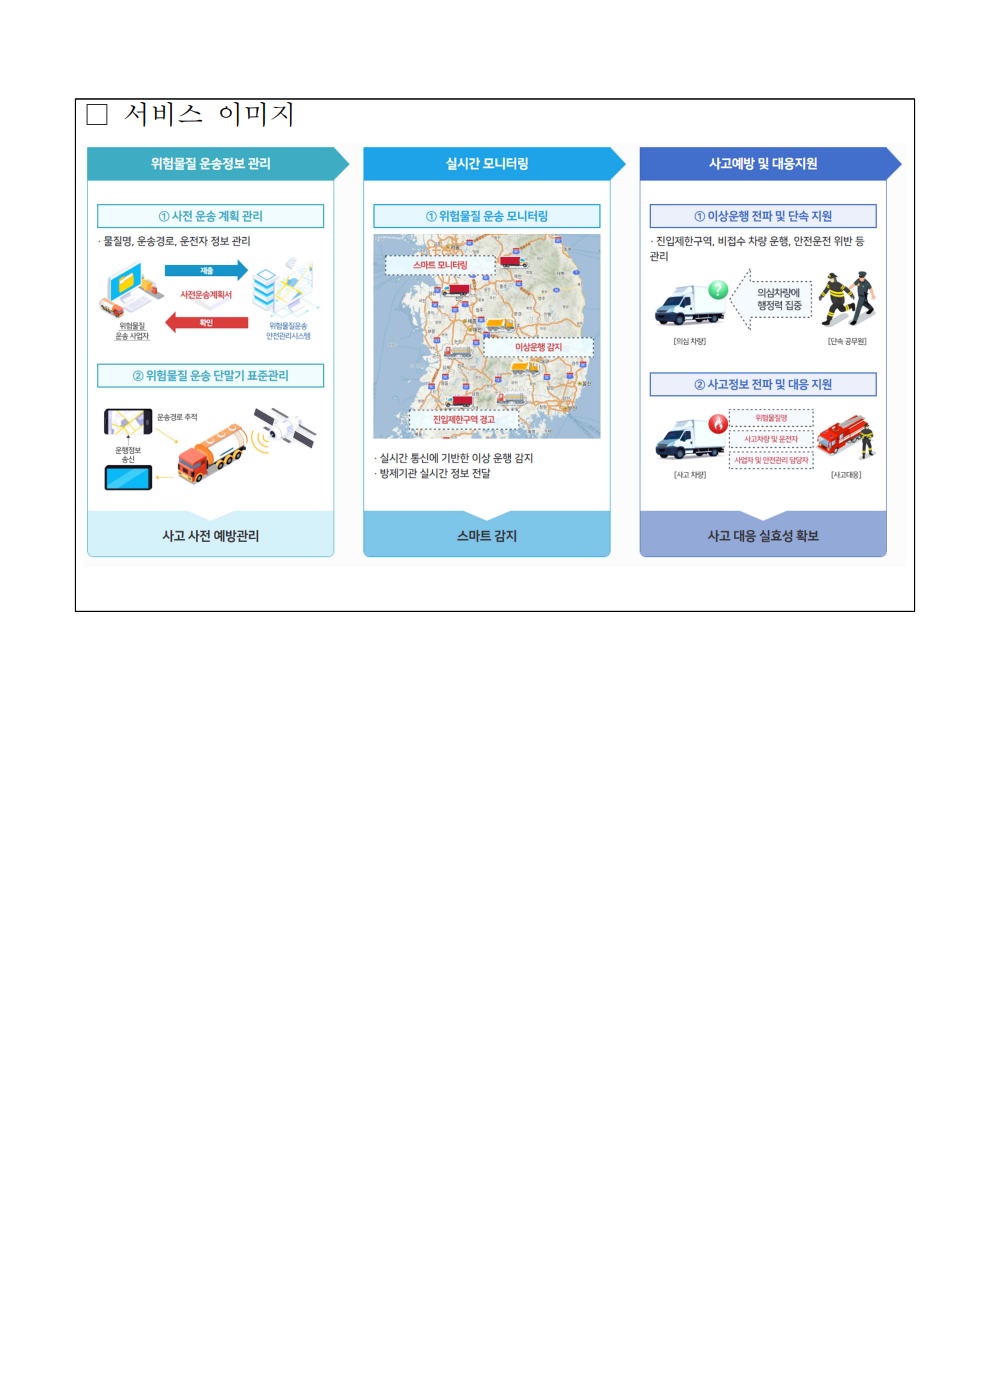 □ 서비스 이미지
위험물질 운송정보 관리
① 사전 운송 계획 관리
· 물질명, 운송경로, 운전자 정보 관리
제출
사전운송계획서
확인
위험물질
운송 사업자
위험물질운송
안전관리시스템
② 위험물질 운송 단말기 표준관리
운송경로 추적
운행정보
송신
사고 사전 예방관리
실시간 모니터링
① 위험물질 운송 모니터링
스마트 모니터링
이상운행 감지
진입제한구역 경고
· 실시간 통신에 기반한 이상 운행 감지
· 방제기관 실시간 정보 전달
스마트 감지
사고예방 및 대응지원
① 이상운행 전파 및 단속 지원
· 진입제한구역, 비접수 차량 운행, 안전운전 위반 등
관리
?
의심차량에
행정력 집중
[의심 차량]
[단속 공무원]
② 사고정보 전파 및 대응 지원
위험물질명
사고차량 및 운전자
사업자 및 안전관리 담당자
[사고 차량]
[사고대응]
사고 대응 실효성 확보